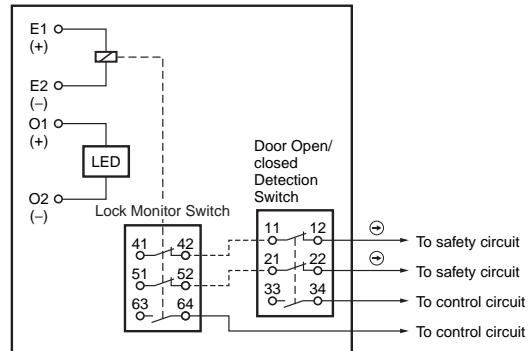 E1
(+)
E2
(–)
O1
(+)
LED
O2
(–)
Lock Monitor Switch
41 42
51 52
63 64
Door Open/
closed
Detection
Switch
11 12
21 22
33 34
To safety circuit
To safety circuit
To control circuit
To control circuit